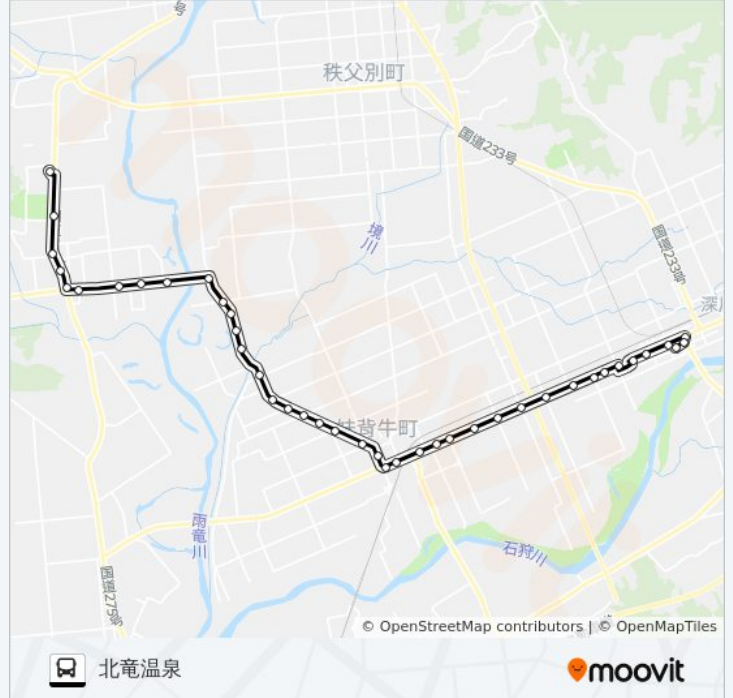 号
秩父別町
国道233号
境川
国道233号
深川
妹背牛町
雨竜川
石狩川
国道275号
© OpenStreetMap contributors | © OpenMapTiles
北竜温泉
moovit